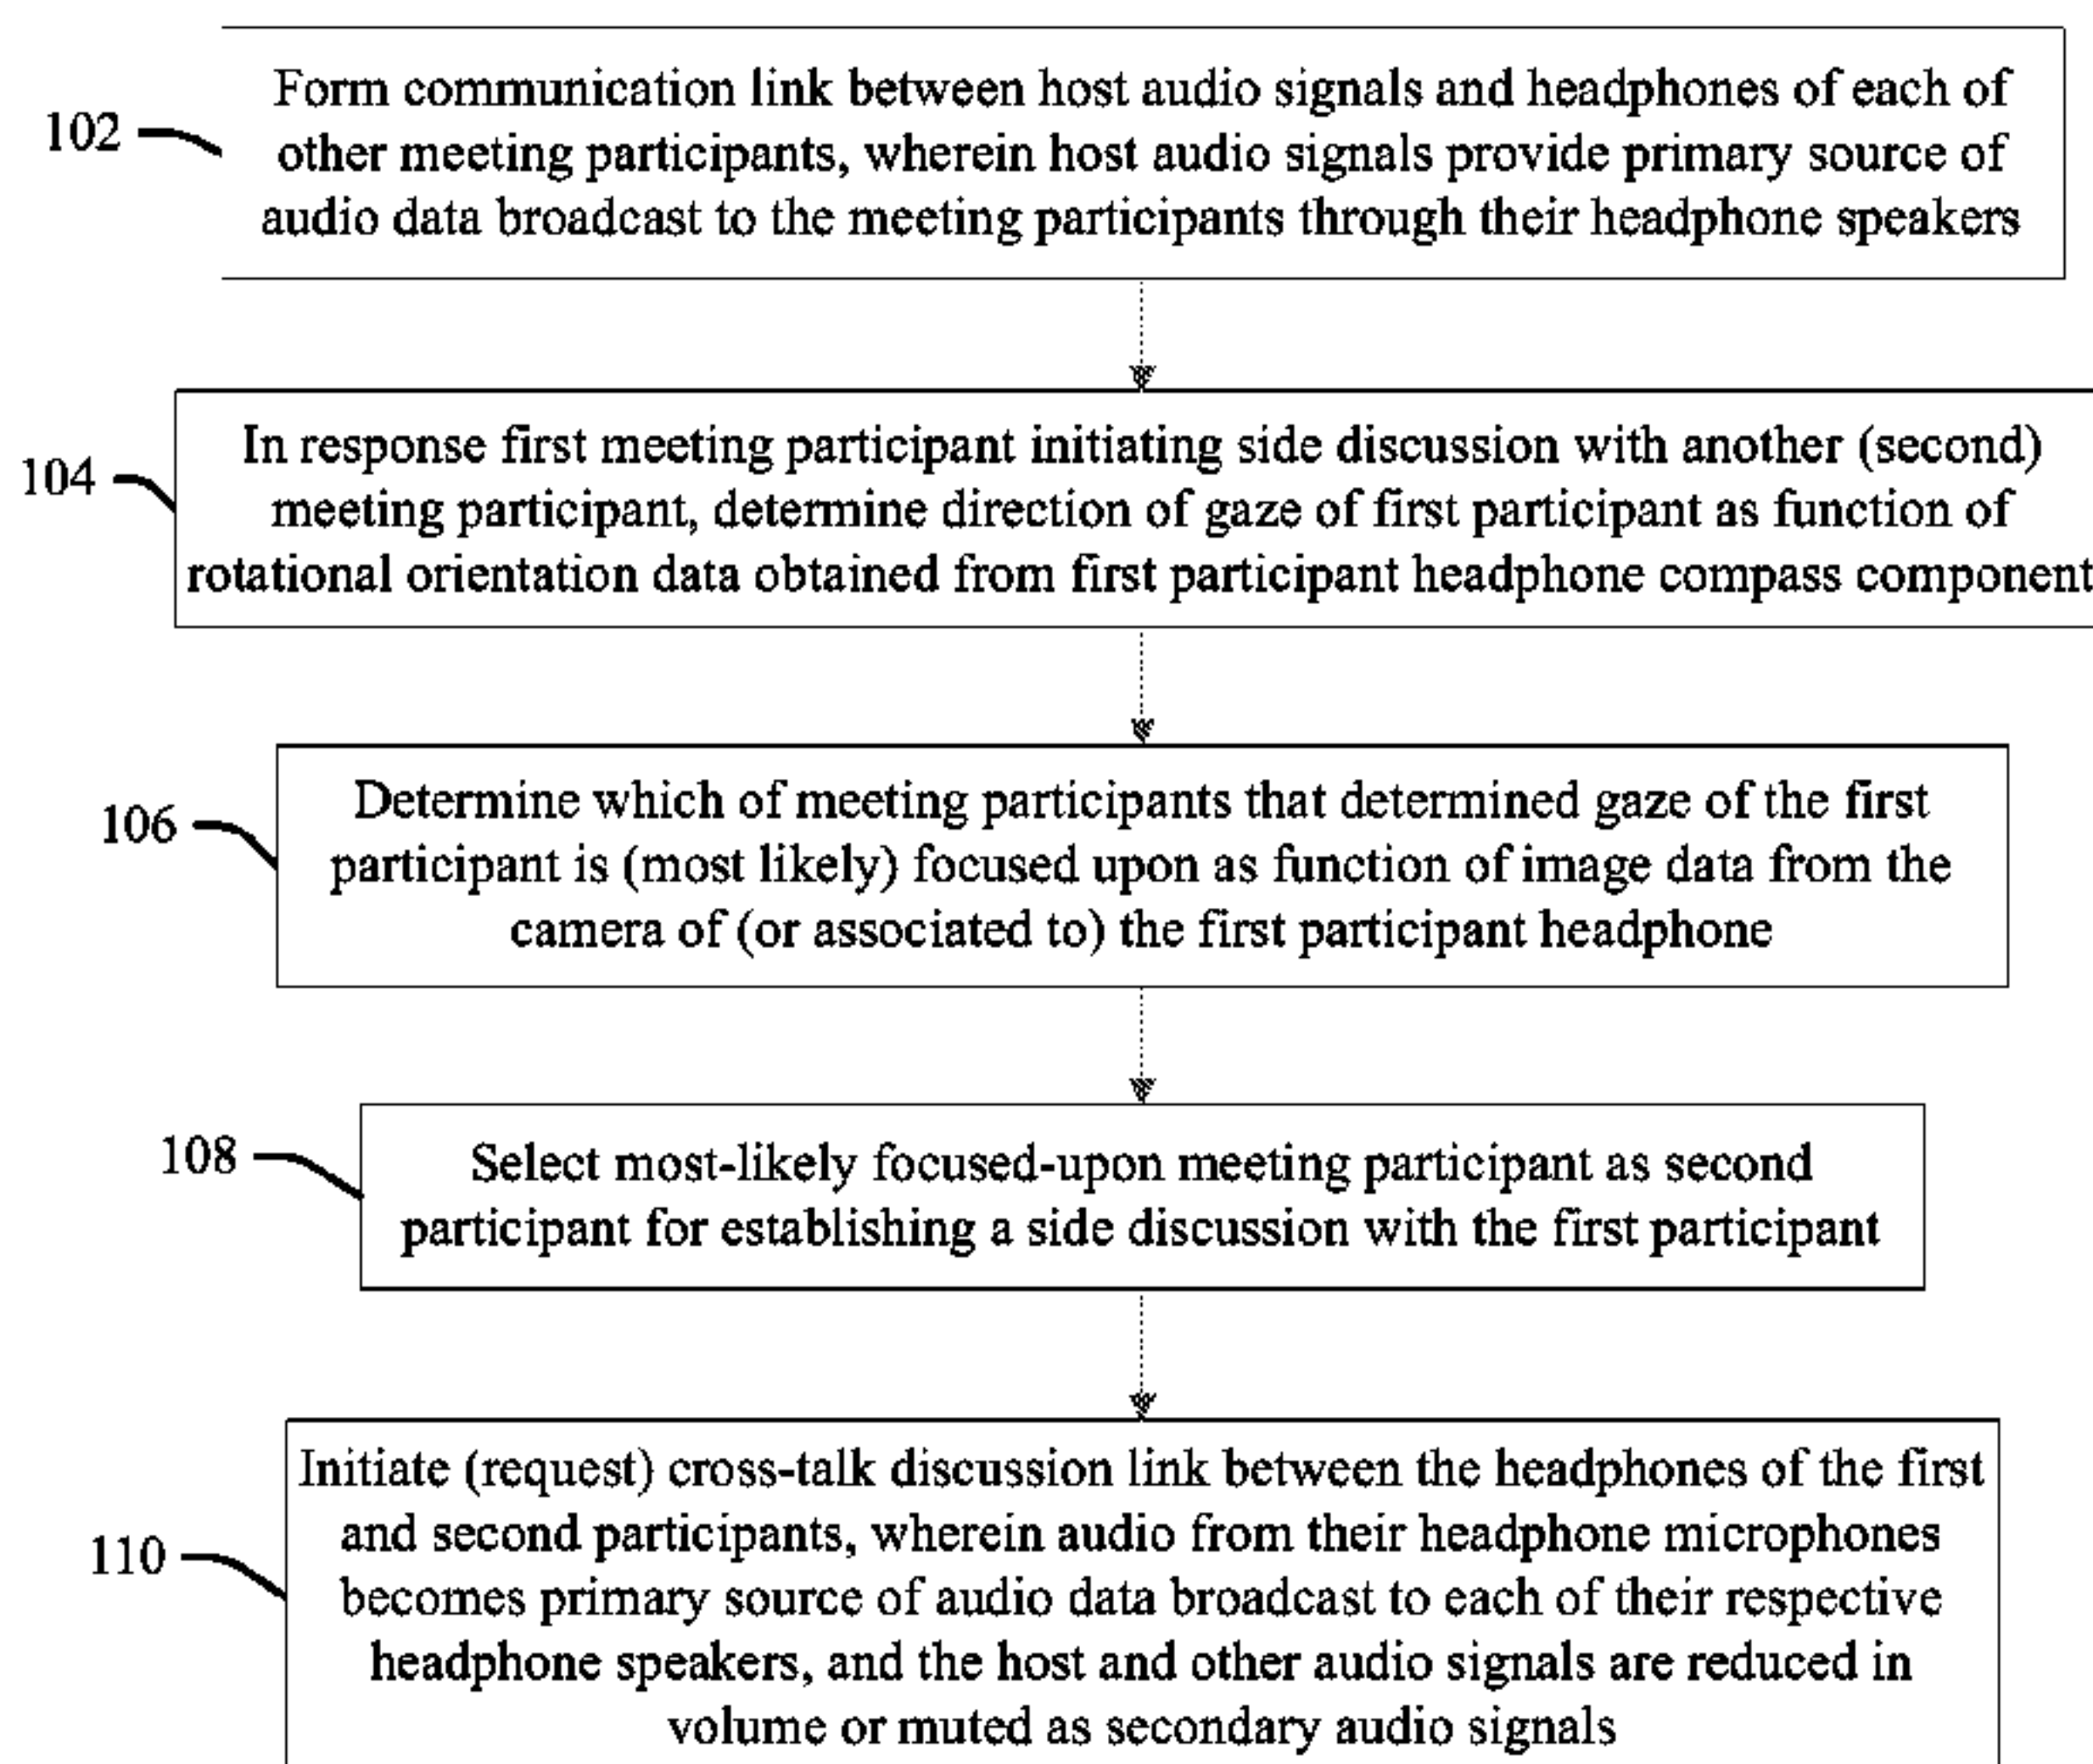 Form communication link between host audio signals and headphones of each of
102
other meeting participants, wherein host audio signals provide primary source of
audio data broadcast to the meeting participants through their headphone speakers
In response first meeting participant initiating side discussion with another (second)
104
meeting participant, determine direction of gaze of first participant as function of
rotational orientation data obtained from first participant headphone compass component
Determine which of meeting participants that determined gaze of the first
106
participant is (most likely) focused upon as function of image data from the
camera of (or associated to) the first participant headphone
108
Select most-likely focused-upon meeting participant as second
participant for establishing a side discussion with the first participant
Initiate (request) cross-talk discussion link between the headphones of the first
and second participants, wherein audio from their headphone microphones
110
becomes primary source of audio data broadcast to each of their respective
headphone speakers, and the host and other audio signals are reduced in
volume or muted as secondary audio signals